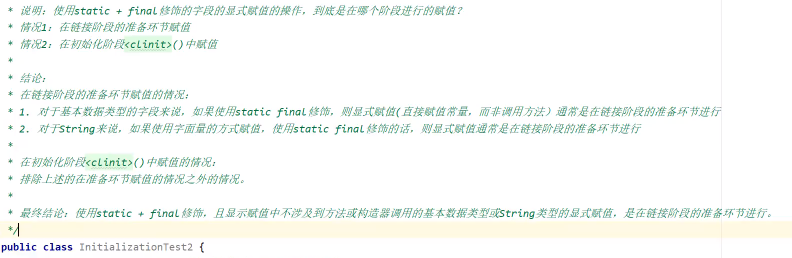 * 说明：使用static + final修饰的字段的显式赋值的操作，到底是在哪个阶段进行的赋值？
* 情况1：在链接阶段的准备环节赋值
* 情况2：在初始化阶段<clinit>()中赋值
*
* 结论：
* 在链接阶段的准备环节赋值的情况：
* 1. 对于基本数据类型的字段来说，如果使用static final修饰，则显式赋值(直接赋值常量，而非调用方法）通常是在链接阶段的准备环节进行
* 2. 对于String来说，如果使用字面量的方式赋值，使用static final修饰的话，则显式赋值通常是在链接阶段的准备环节进行
*
* 在初始化阶段<clinit>()中赋值的情况：
* 排除上述的在准备环节赋值的情况之外的情况。
*
* 最终结论：使用static + final修饰，且显示赋值中不涉及到方法或构造器调用的基本数据类型或String类型的显式赋值，是在链接阶段的准备环节进行。
*/
public class InitializationTest2 {